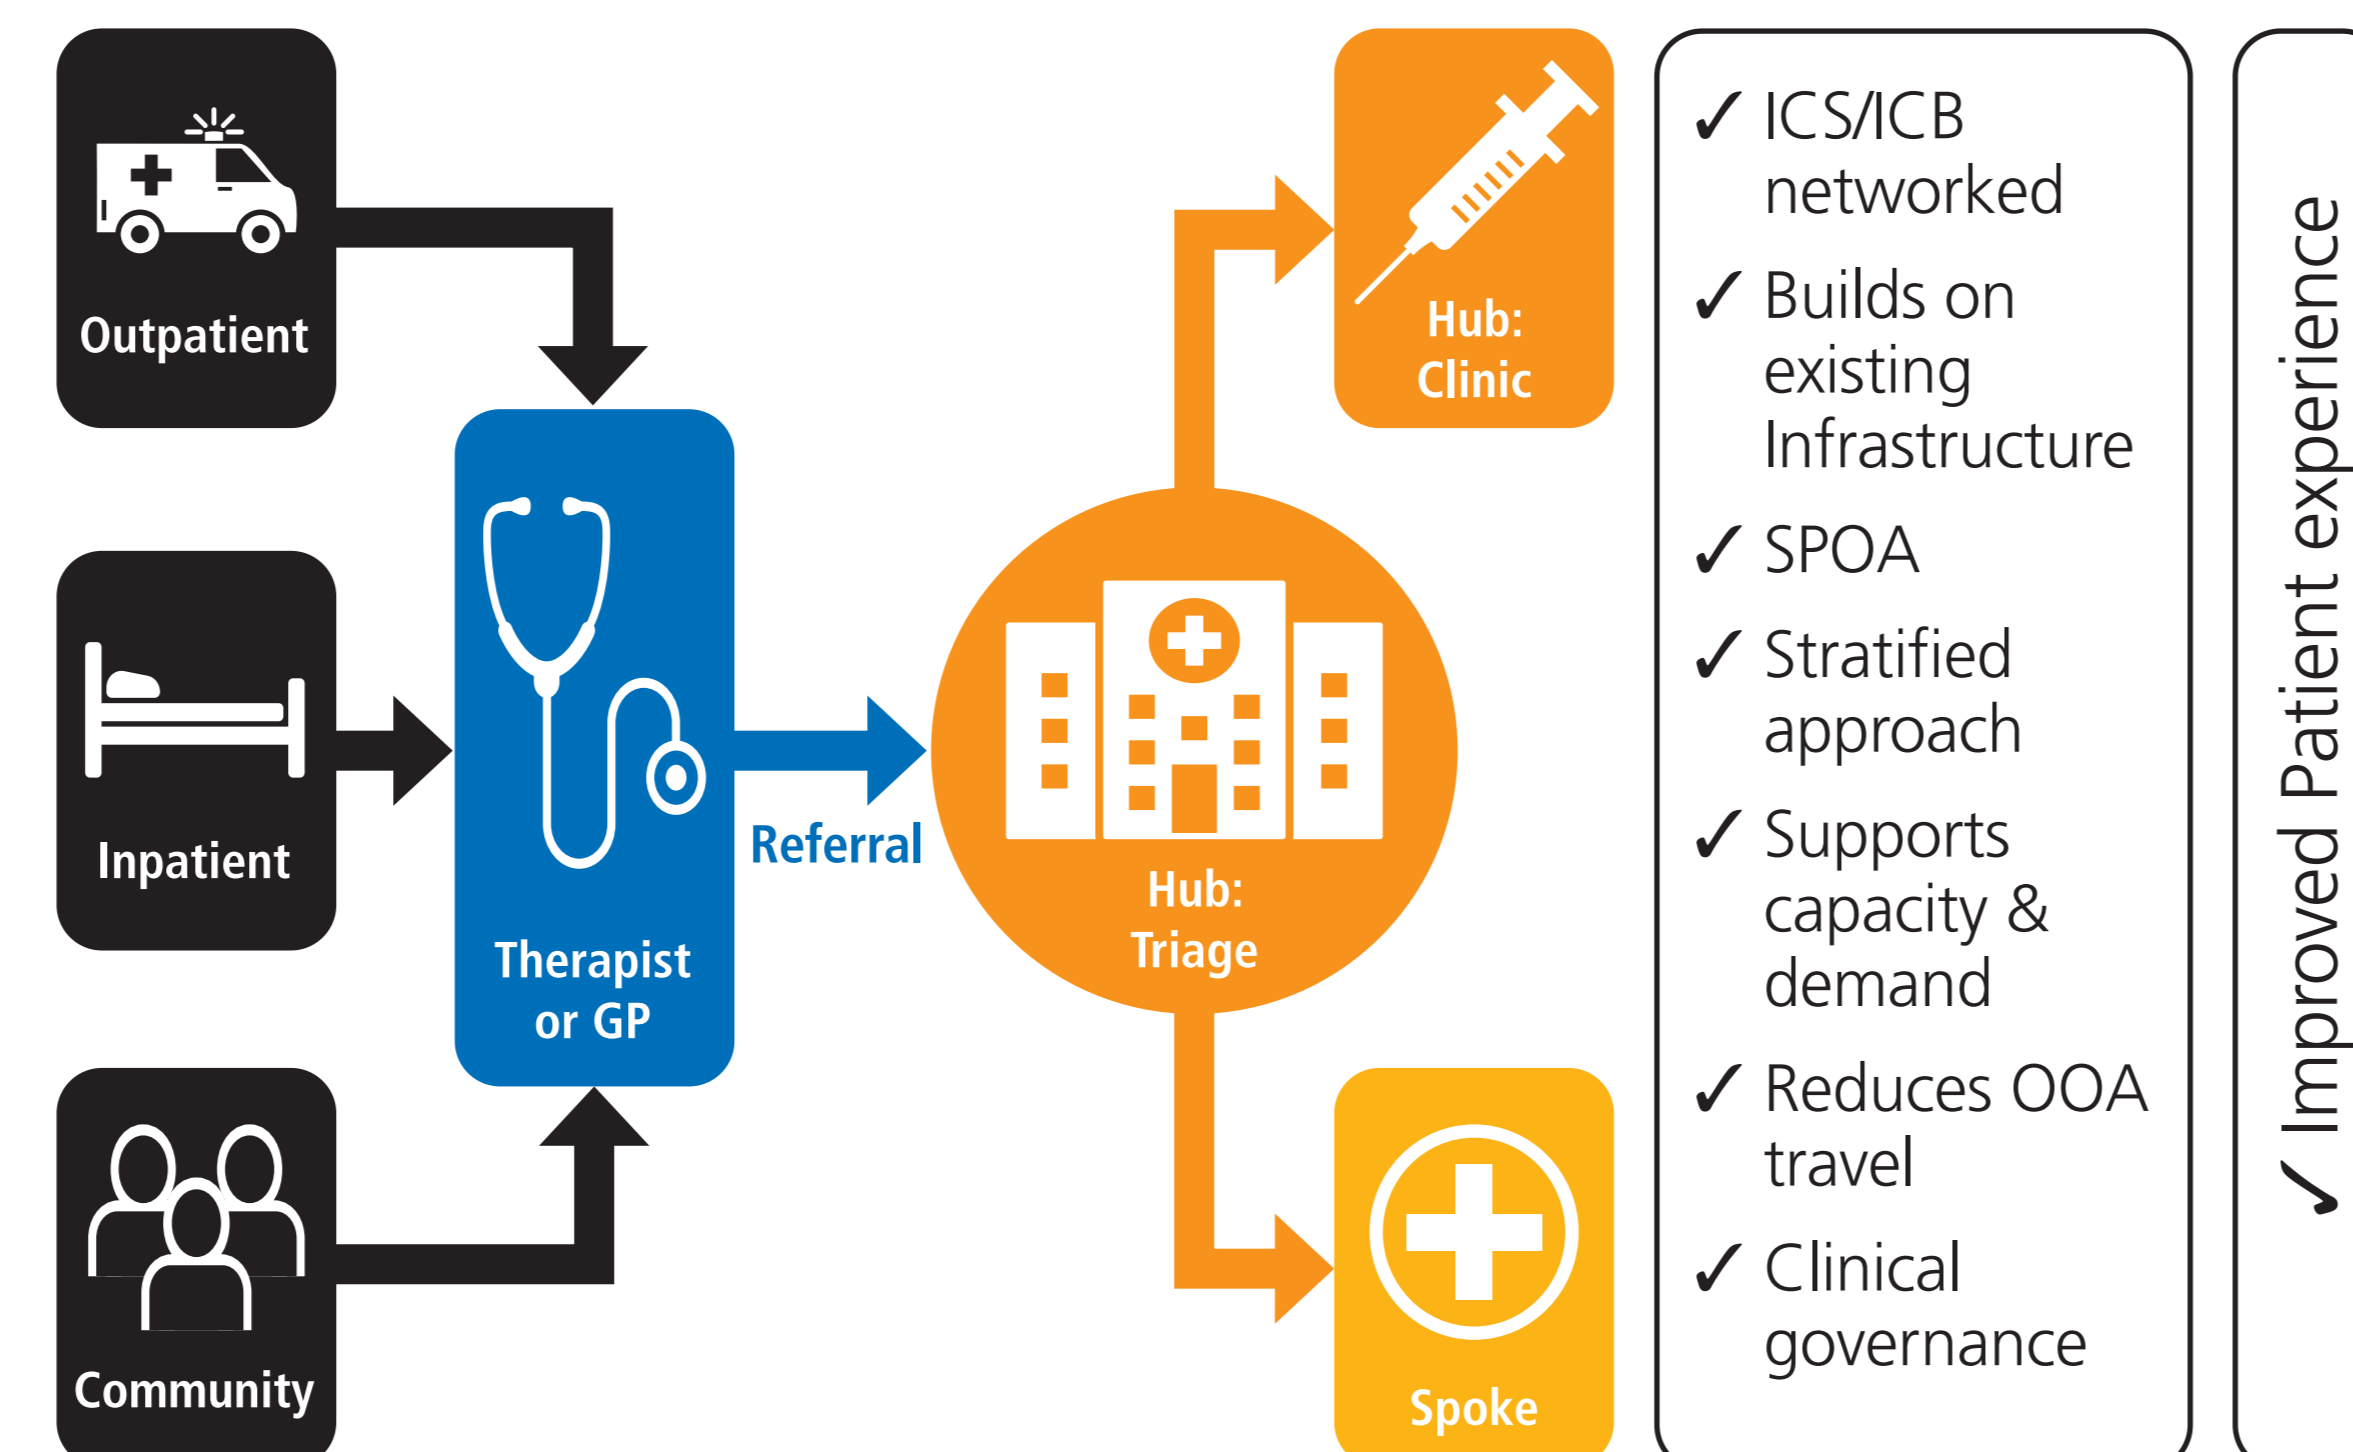 Outpatient
Inpatient
Community
Therapist
or GP
Referral
Hub:
Triage
Hub:
Clinic
Spoke
✓ ICS/ICB
networked
✓ Builds on
existing
Infrastructure
✓ SPOA
✓ Stratified
approach
✓ Supports
capacity &
demand
✓ Reduces OOA
travel
✓ Clinical
governance
✓ Improved Patient experience